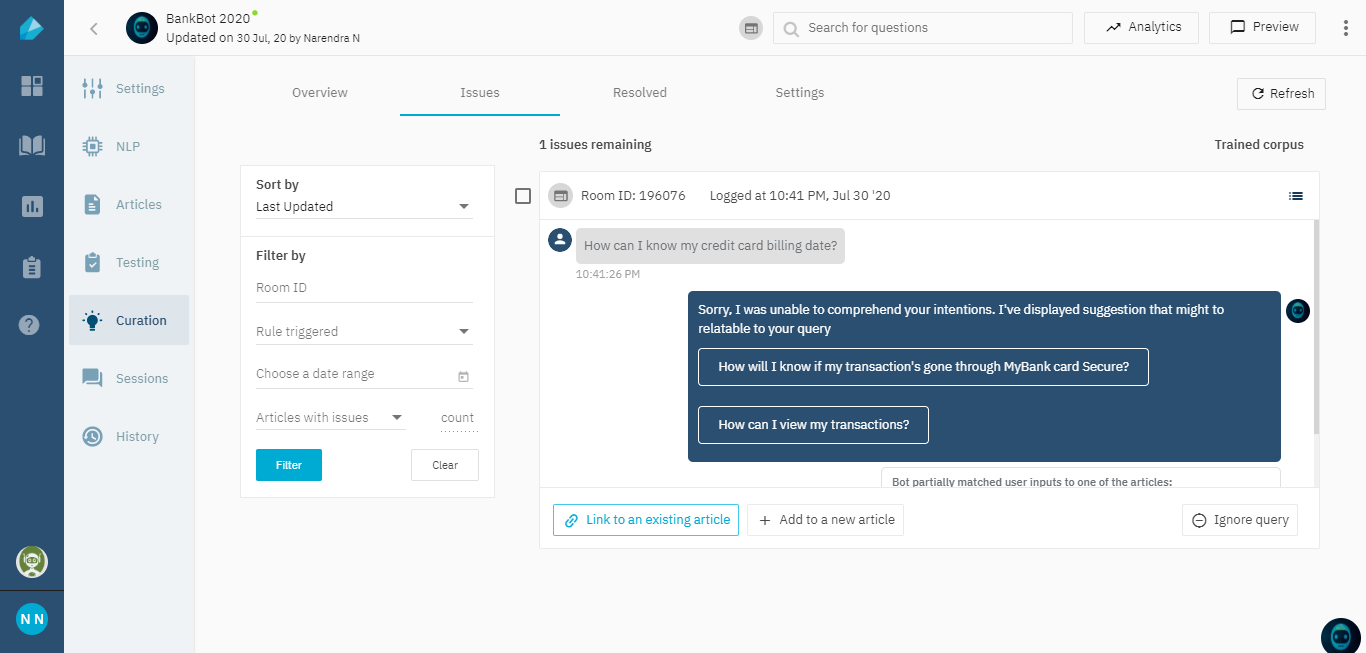 BankBot 2020
Updated on 30 Jul, 20 by Narendra N
Search for questions
Analytics
Preview
Settings
NLP
Articles
Testing
Curation
Sessions
History
N N
Overview
Issues
Resolved
Settings
Refresh
1 issues remaining
Trained corpus
Sort by
Last Updated
Filter by
Room ID
Rule triggered
Choose a date range
Articles with issues
count
Filter
Clear
Room ID: 196076
Logged at 10:41 PM, Jul 30 '20
How can I know my credit card billing date?
10:41:26 PM
Sorry, I was unable to comprehend your intentions. I've displayed suggestion that might to
relatable to your query
How will I know if my transaction's gone through MyBank card Secure?
How can I view my transactions?
Bot partially matched user inputs to one of the articles:
Link to an existing article
Add to a new article
Ignore query